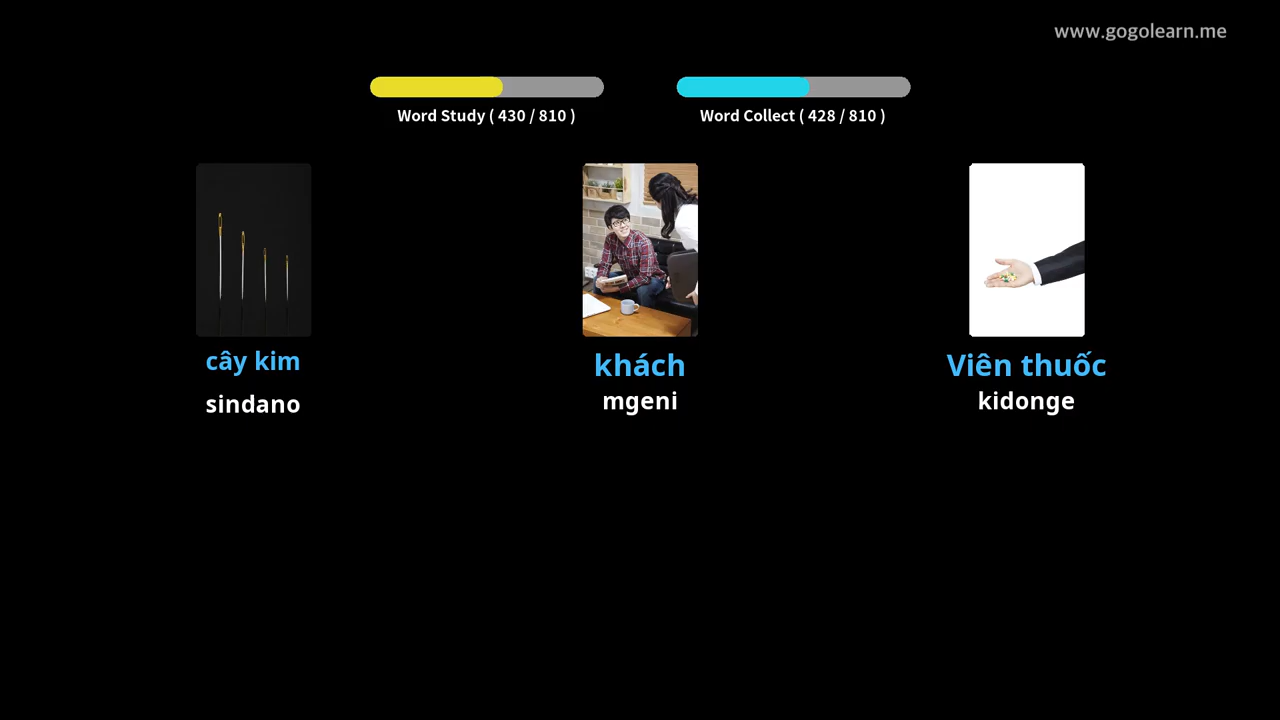 www.gogolearn.me
Word Study ( 430 / 810 )
Word Collect ( 428 / 810 )
cây kim
sindano
khách
mgeni
Viên thuốc
kidonge